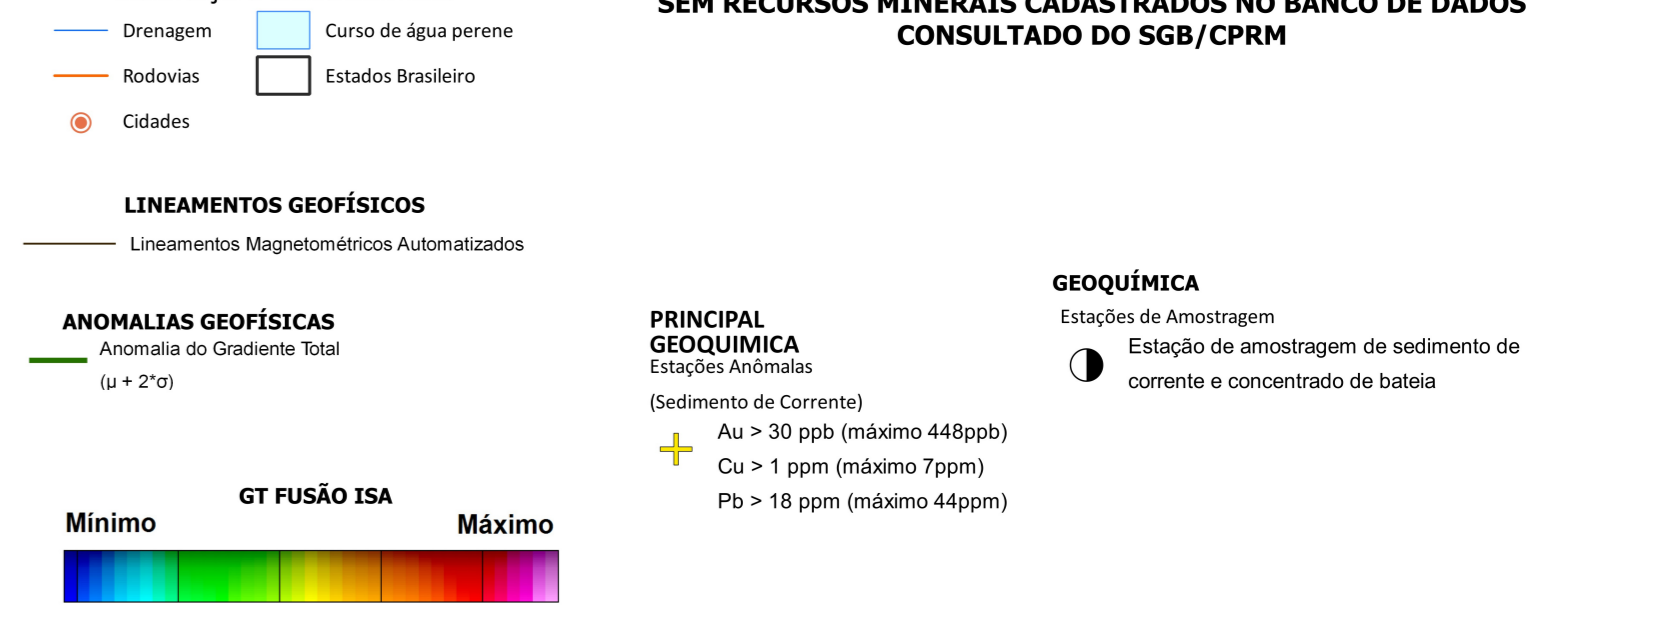 SEM RECURSOS MINERAIS CADASTRADOS NO BANCO DE DADOS
CONSULTADO DO SGB/CPRM
Drenagem
Curso de água perene
Rodovias
Estados Brasileiro
Cidades
LINEAMENTOS GEOFÍSICOS
Lineamentos Magnetométricos Automatizados
ANOMALIAS GEOFÍSICAS
Anomalia do Gradiente Total
(μ + 2*σ)
GT FUSÃO ISA
Mínimo
Máximo
PRINCIPAL
GEOQUIMICA
Estações Anômalas
(Sedimento de Corrente)
Au > 30 ppb (máximo 448ppb)
Cu > 1 ppm (máximo 7ppm)
Pb > 18 ppm (máximo 44ppm)
GEOQUÍMICA
Estações de Amostragem
Estação de amostragem de sedimento de
corrente e concentrado de bateia